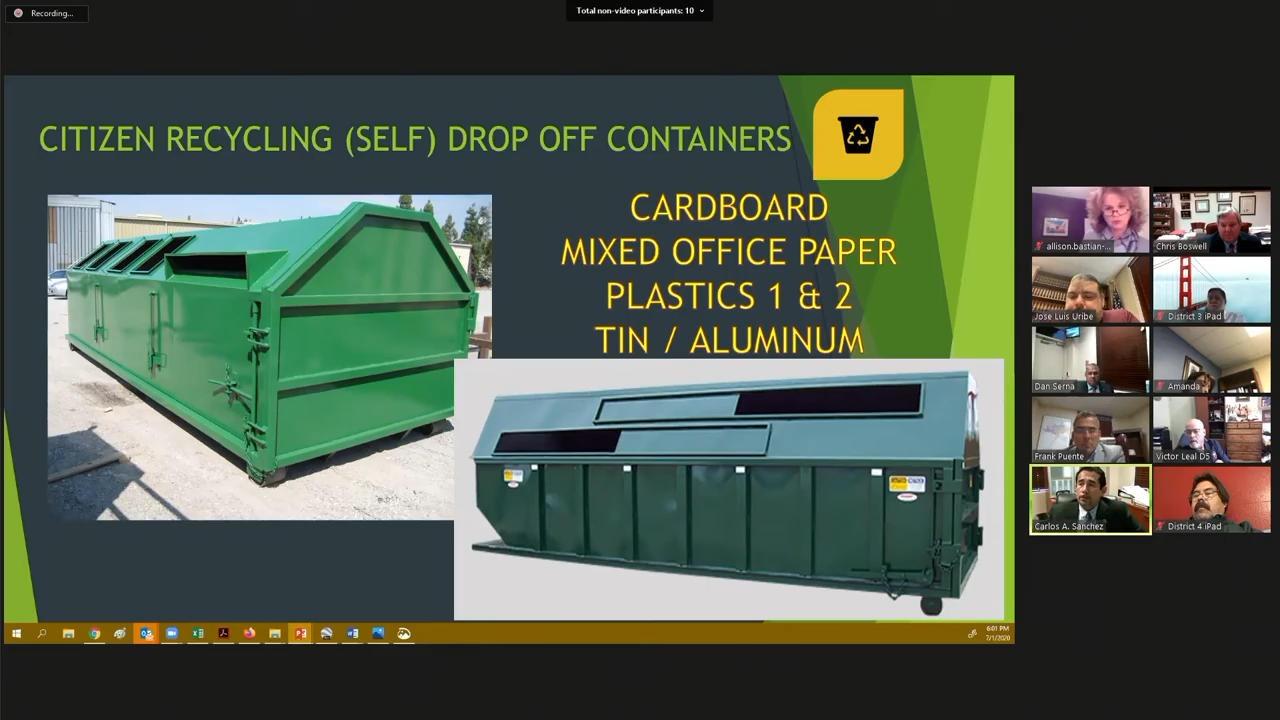 Recording...
Total non-video participants: 10
CITIZEN RECYCLING (SELF) DROP OFF CONTAINERS
CARDBOARD
MIXED OFFICE PAPER
PLASTICS 1 & 2
TIN / ALUMINUM
allison.bastian-...
Chris Boswell
Jose Luis Uribe
District 3 iPad
Dan Serna
Amanda
Frank Puente
Victor Leal D5
Carlos A. Sanchez
District 4 iPad
6:01 PM
7/1/2020